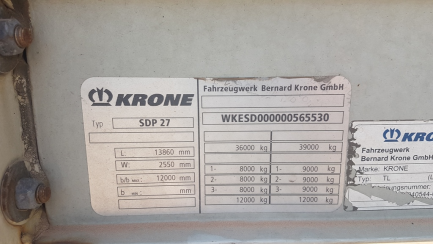 KRONE
Typ SDP 27
L: 13860 mm
W: 2550 mm
b/b min : 12000 mm
b min : mm
Fahrzeugwerk Bernard Krone GmbH
WKESD000000565530
36000 kg 39000 kg
1- 8000 kg 1- 9000 kg
2- 8000 kg 2- 9000 kg
3- 8000 kg 3- 9000 kg
12000 kg 12000 kg
KRONE
Fahrzeugwerk
Bernard Krone GmbH
Marke: KRONE
Typ: TL